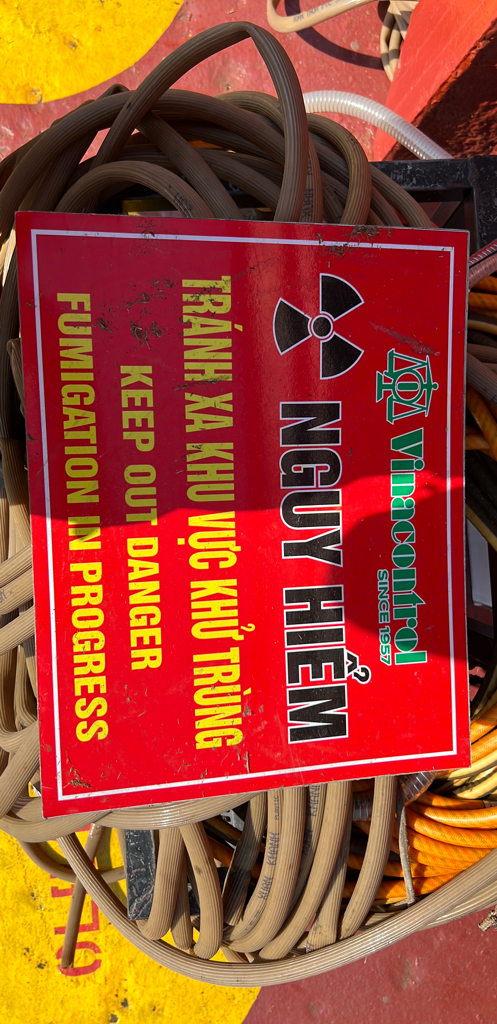 Vinacontrol
SINCE 1957
NGUY HIỂM
TRÁNH XA KHU VỰC KHỬ TRÙNG
KEEP OUT DANGER
FUMIGATION IN PROGRESS